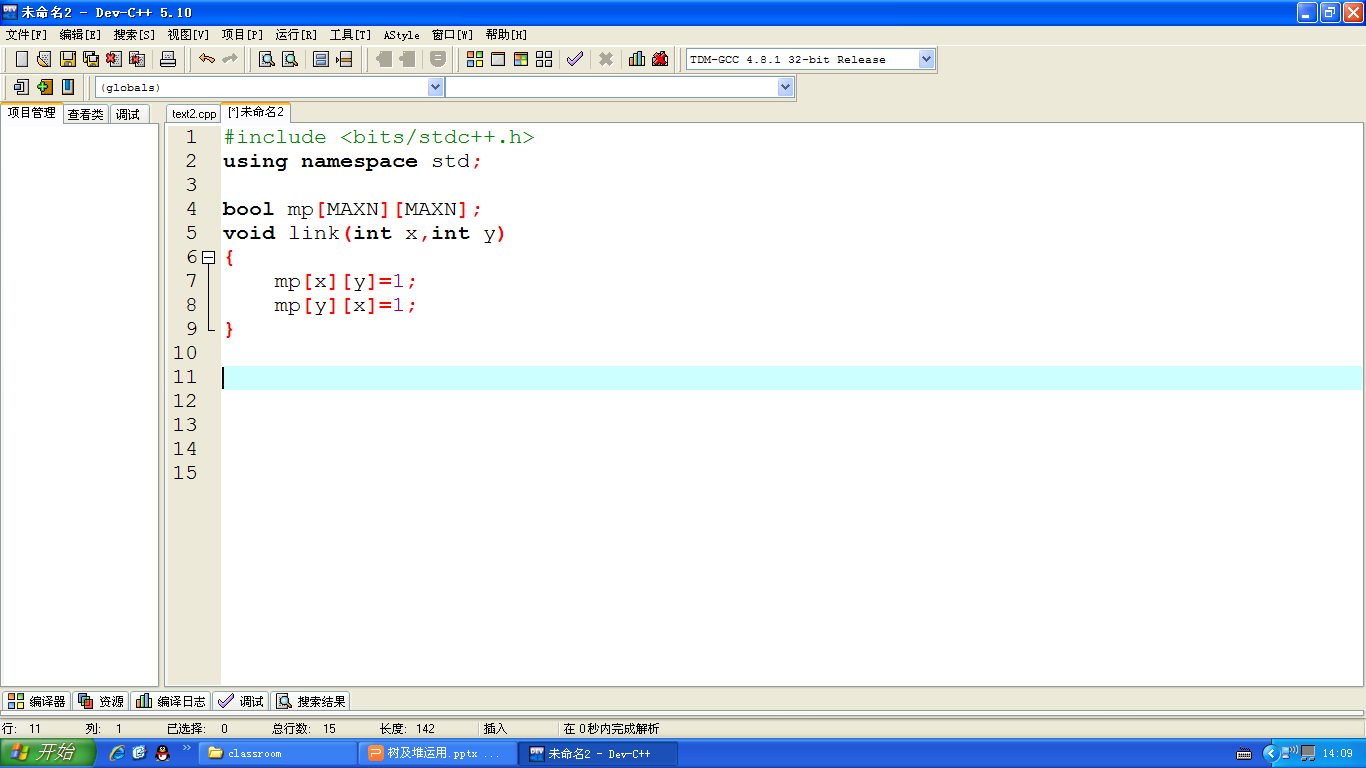 未命名2 - Dev-C++ 5.10
文件[F] 编辑[E] 搜索[S] 视图[V] 项目[P] 运行[R] 工具[T] AStyle 窗口[W] 帮助[H]
TDM-GCC 4.8.1 32-bit Release
(globals)
项目管理 查看类 调试 text2.cpp [*]未命名2
1 #include <bits/stdc++.h>
2 using namespace std;
3
4 bool mp[MAXN][MAXN];
5 void link(int x,int y)
6 {
7 mp[x][y]=1;
8 mp[y][x]=1;
9 }
10
11
12
13
14
15
编译器 资源 编译日志 调试 搜索结果
行: 11 列: 1 已选择: 0 总行数: 15 长度: 142 插入 在 0 秒内完成解析
开始 classroom 树及堆运用.pptx ... 未命名2 - Dev-C++ 14:09